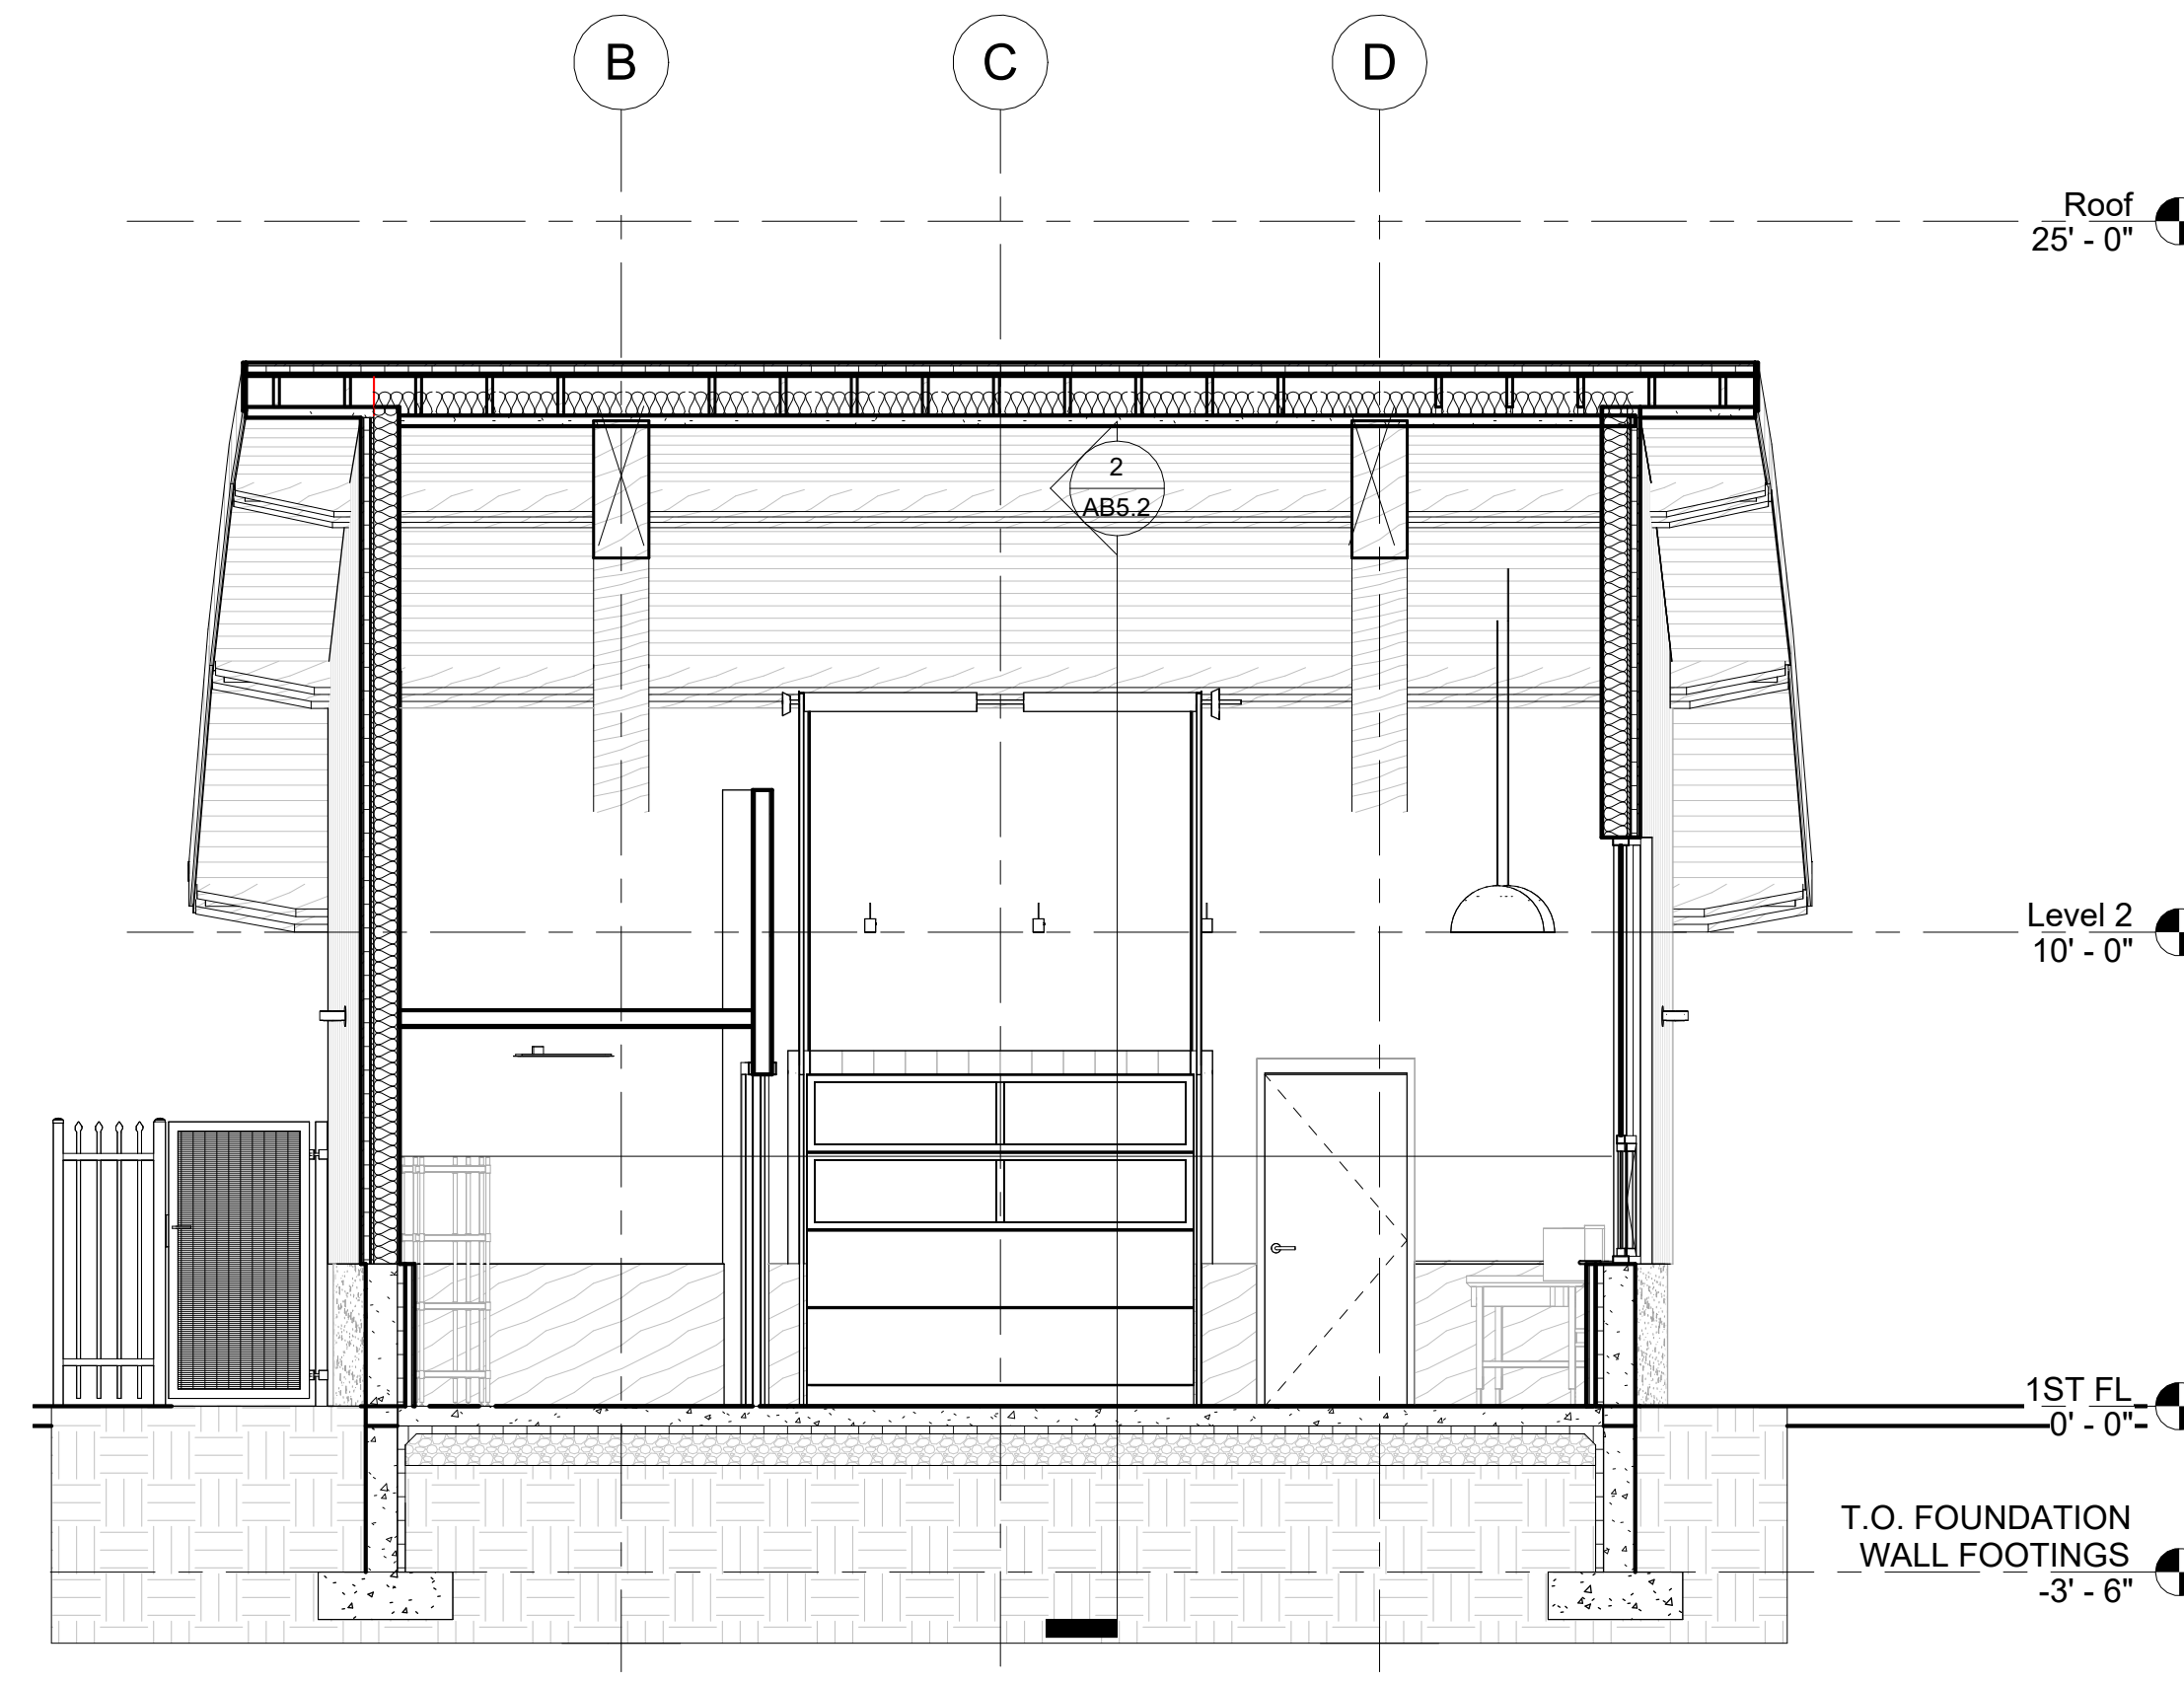 B
C
D
Roof
25' - 0"
2
AB5.2
Level 2
10' - 0"
1ST FL
0' - 0"
T.O. FOUNDATION
WALL FOOTINGS
-3' - 6"